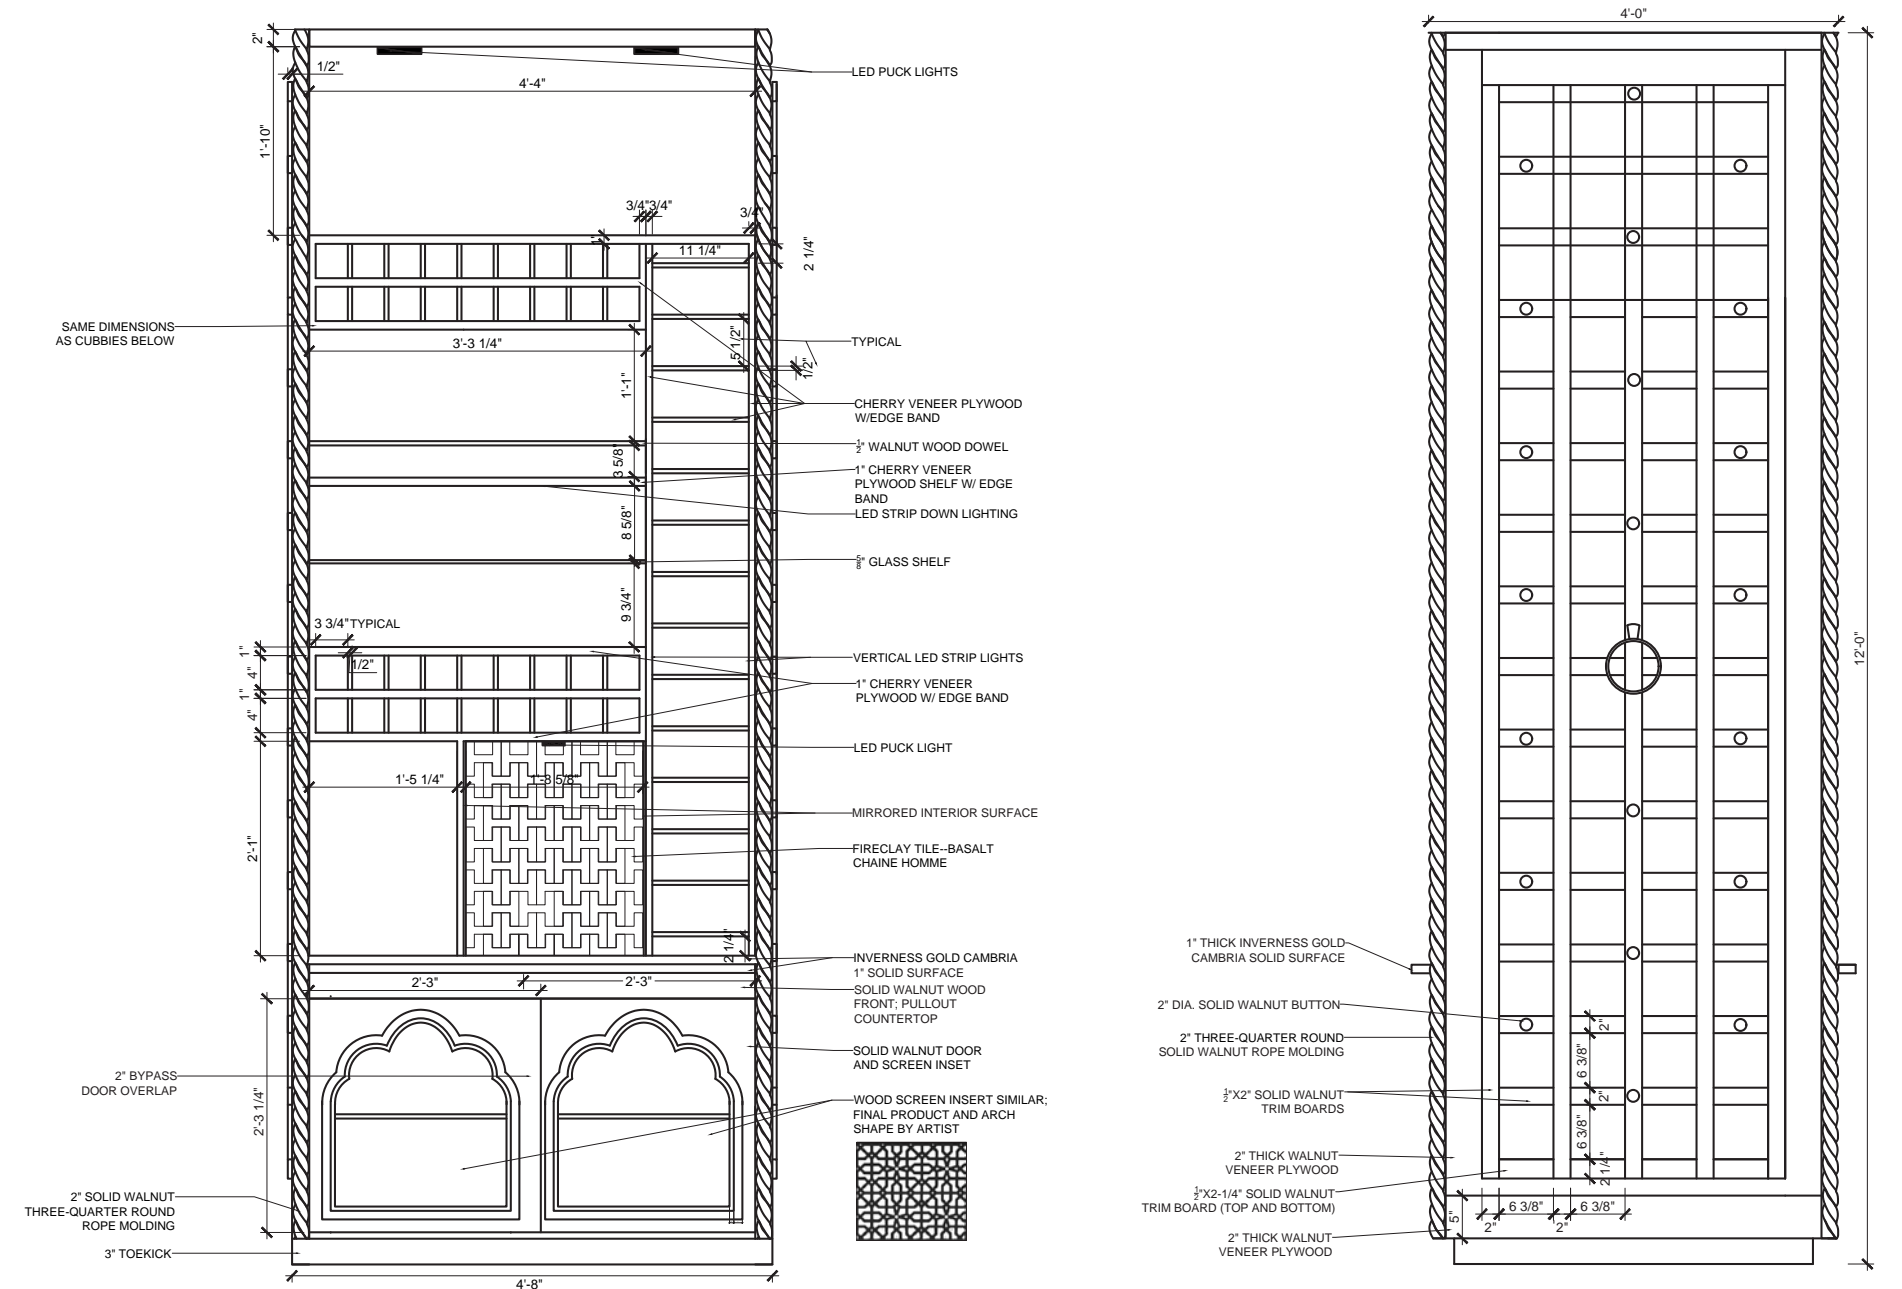 2"
1/2"
4'-4"
LED PUCK LIGHTS
1'-10"
3/4"
3/4"
3/4"
1"
11 1/4"
2 1/4"
SAME DIMENSIONS
AS CUBBIES BELOW
3'-3 1/4"
5 1/2"
TYPICAL
1/2"
1'-1"
CHERRY VENEER PLYWOOD
W/EDGE BAND
½" WALNUT WOOD DOWEL
3 5/8"
1" CHERRY VENEER
PLYWOOD SHELF W/ EDGE
BAND
LED STRIP DOWN LIGHTING
8 5/8"
⅝" GLASS SHELF
9 3/4"
3 3/4" TYPICAL
1/2"
1"
4"
1"
4"
VERTICAL LED STRIP LIGHTS
1" CHERRY VENEER
PLYWOOD W/ EDGE BAND
LED PUCK LIGHT
1'-5 1/4"
1'-8 5/8"
MIRRORED INTERIOR SURFACE
2'-1"
FIRECLAY TILE--BASALT
CHAINE HOMME
2 1/4"
INVERNESS GOLD CAMBRIA
1" SOLID SURFACE
2'-3"
2'-3"
SOLID WALNUT WOOD
FRONT; PULLOUT
COUNTERTOP
SOLID WALNUT DOOR
AND SCREEN INSET
2" BYPASS
DOOR OVERLAP
2'-3 1/4"
WOOD SCREEN INSERT SIMILAR;
FINAL PRODUCT AND ARCH
SHAPE BY ARTIST
2" SOLID WALNUT
THREE-QUARTER ROUND
ROPE MOLDING
3" TOEKICK
4'-8"
4'-0"
12'-0"
1" THICK INVERNESS GOLD
CAMBRIA SOLID SURFACE
2" DIA. SOLID WALNUT BUTTON
2" THREE-QUARTER ROUND
SOLID WALNUT ROPE MOLDING
½"X2" SOLID WALNUT
TRIM BOARDS
2" THICK WALNUT
VENEER PLYWOOD
½"X2-1/4" SOLID WALNUT
TRIM BOARD (TOP AND BOTTOM)
2" THICK WALNUT
VENEER PLYWOOD
2"
6 3/8"
2"
6 3/8"
2 1/4"
5"
2"
6 3/8"
2"
6 3/8"